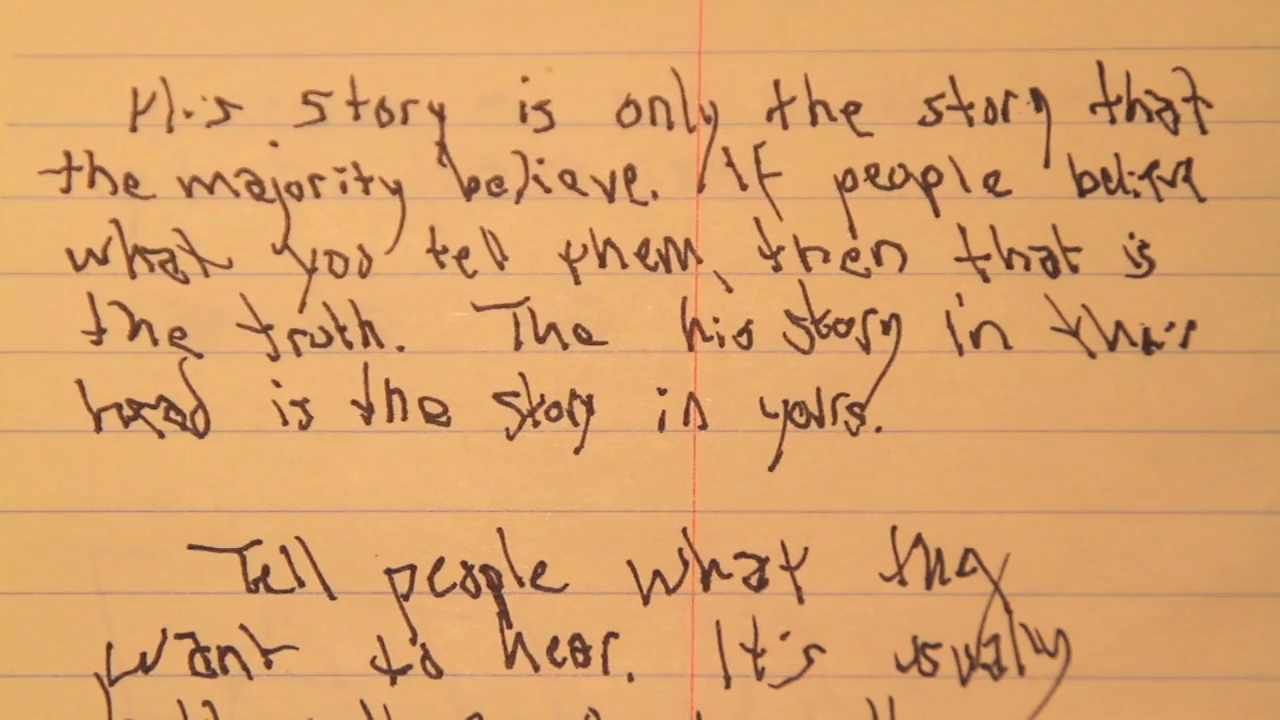 His story is only the story that
the majority believe. If people believe
what you tell them, then that is
the truth. The his story in their
head is the story in yours.
Tell people what they
want to hear. It's usually